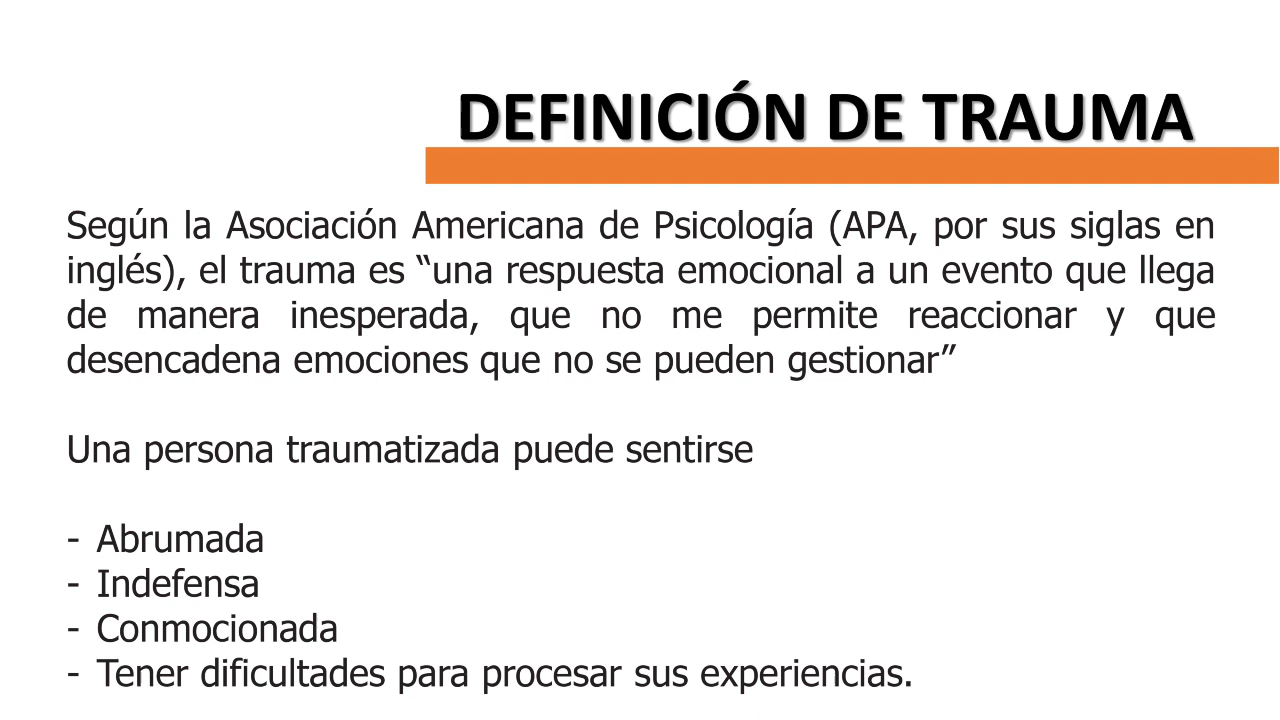 DEFINICIÓN DE TRAUMA
Según la Asociación Americana de Psicología (APA, por sus siglas en
inglés), el trauma es “una respuesta emocional a un evento que llega
de manera inesperada, que no me permite reaccionar y que
desencadena emociones que no se pueden gestionar”
Una persona traumatizada puede sentirse
- Abrumada
- Indefensa
- Conmocionada
- Tener dificultades para procesar sus experiencias.